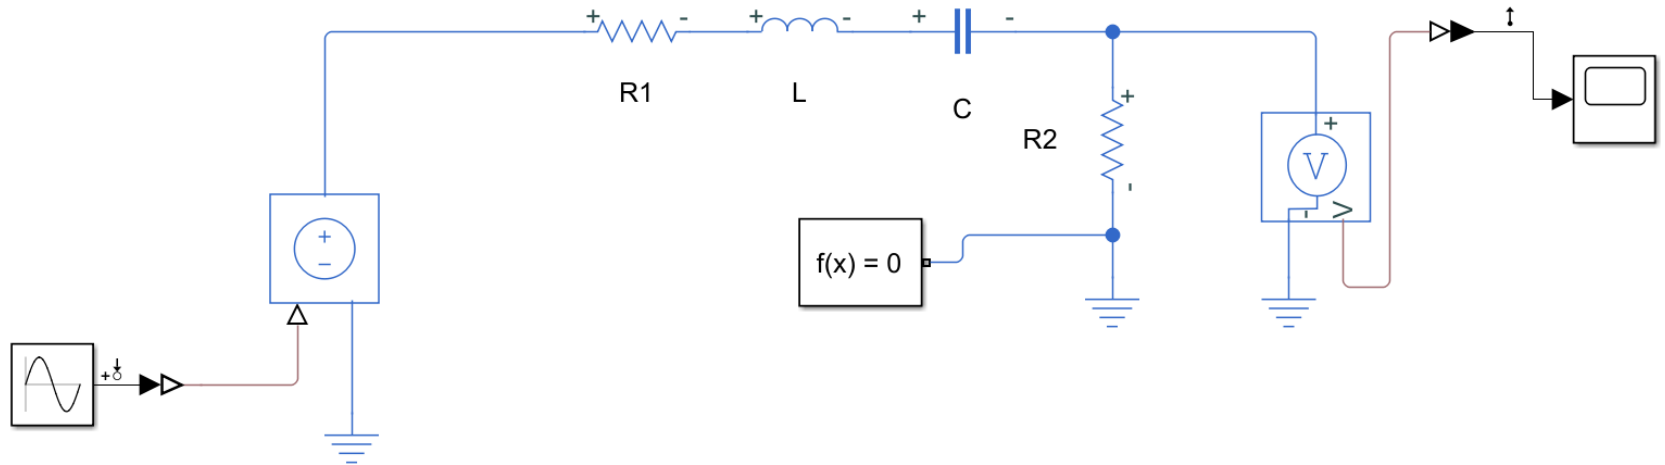 + - + - + -
R1 L C
+
R2
-
+
V
- V
+
−
f(x) = 0
+